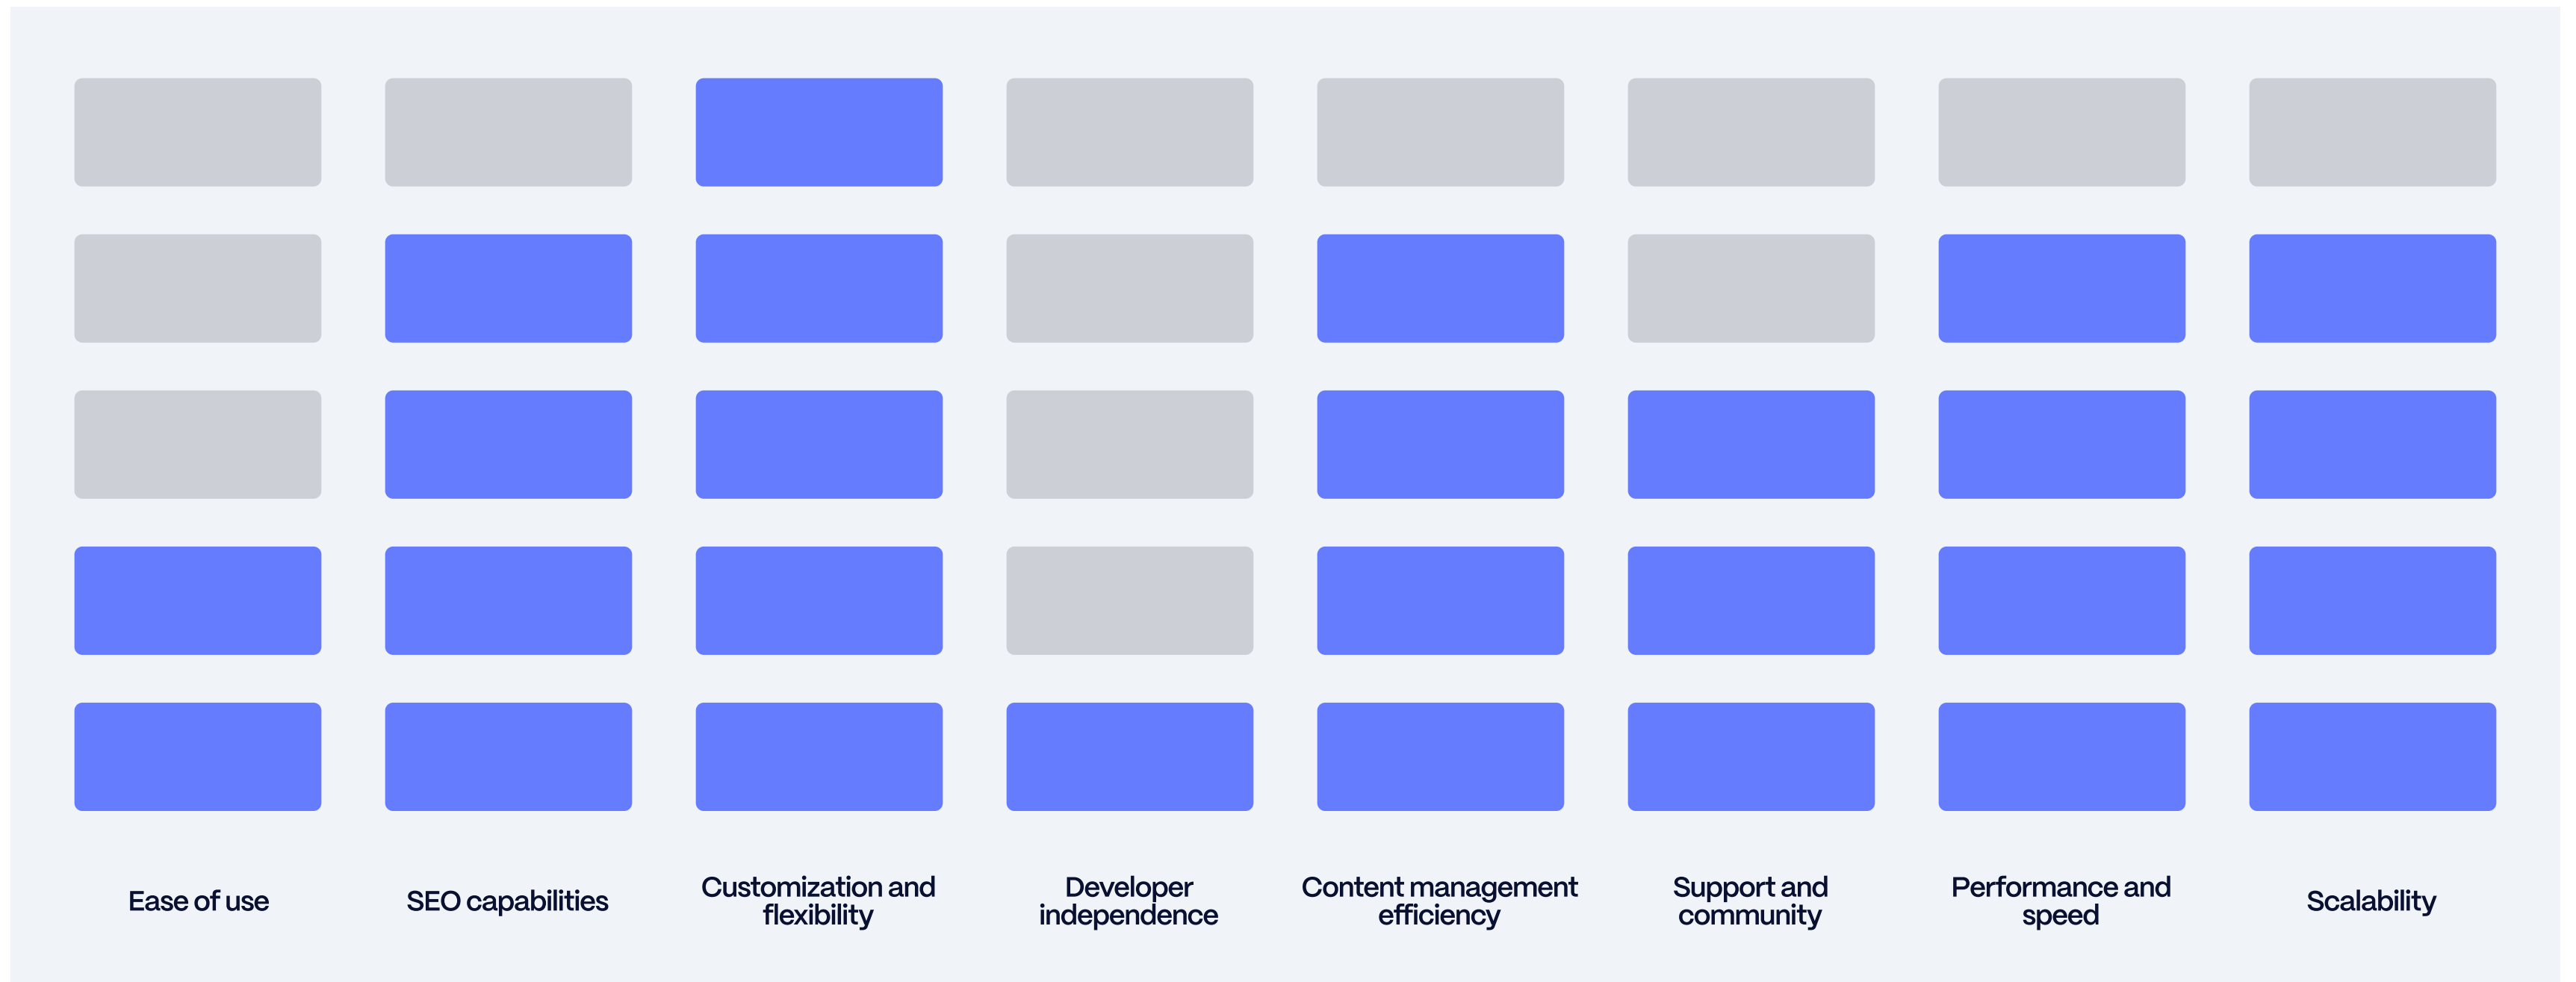 Ease of use
SEO capabilities
Customization and
flexibility
Developer
independence
Content management
efficiency
Support and
community
Performance and
speed
Scalability